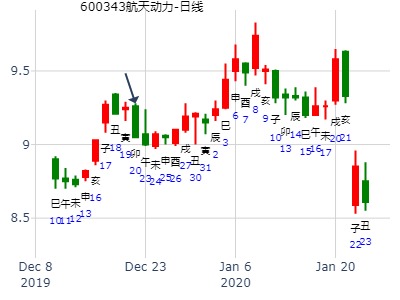 600343航天动力-日线
9.5
9
8.5
巳
10
午
11
未
12
申
13
亥
16
子
17
丑
18
寅
19
卯
20
午
23
未
24
申
25
酉
26
戌
27
丑
30
寅
31
辰
2
巳
3
申
6
酉
7
戌
8
亥
9
子
10
卯
13
辰
14
巳
15
午
16
未
17
戌
20
亥
21
子
22
丑
23
Dec 8
2019
Dec 23
Jan 6
2020
Jan 20